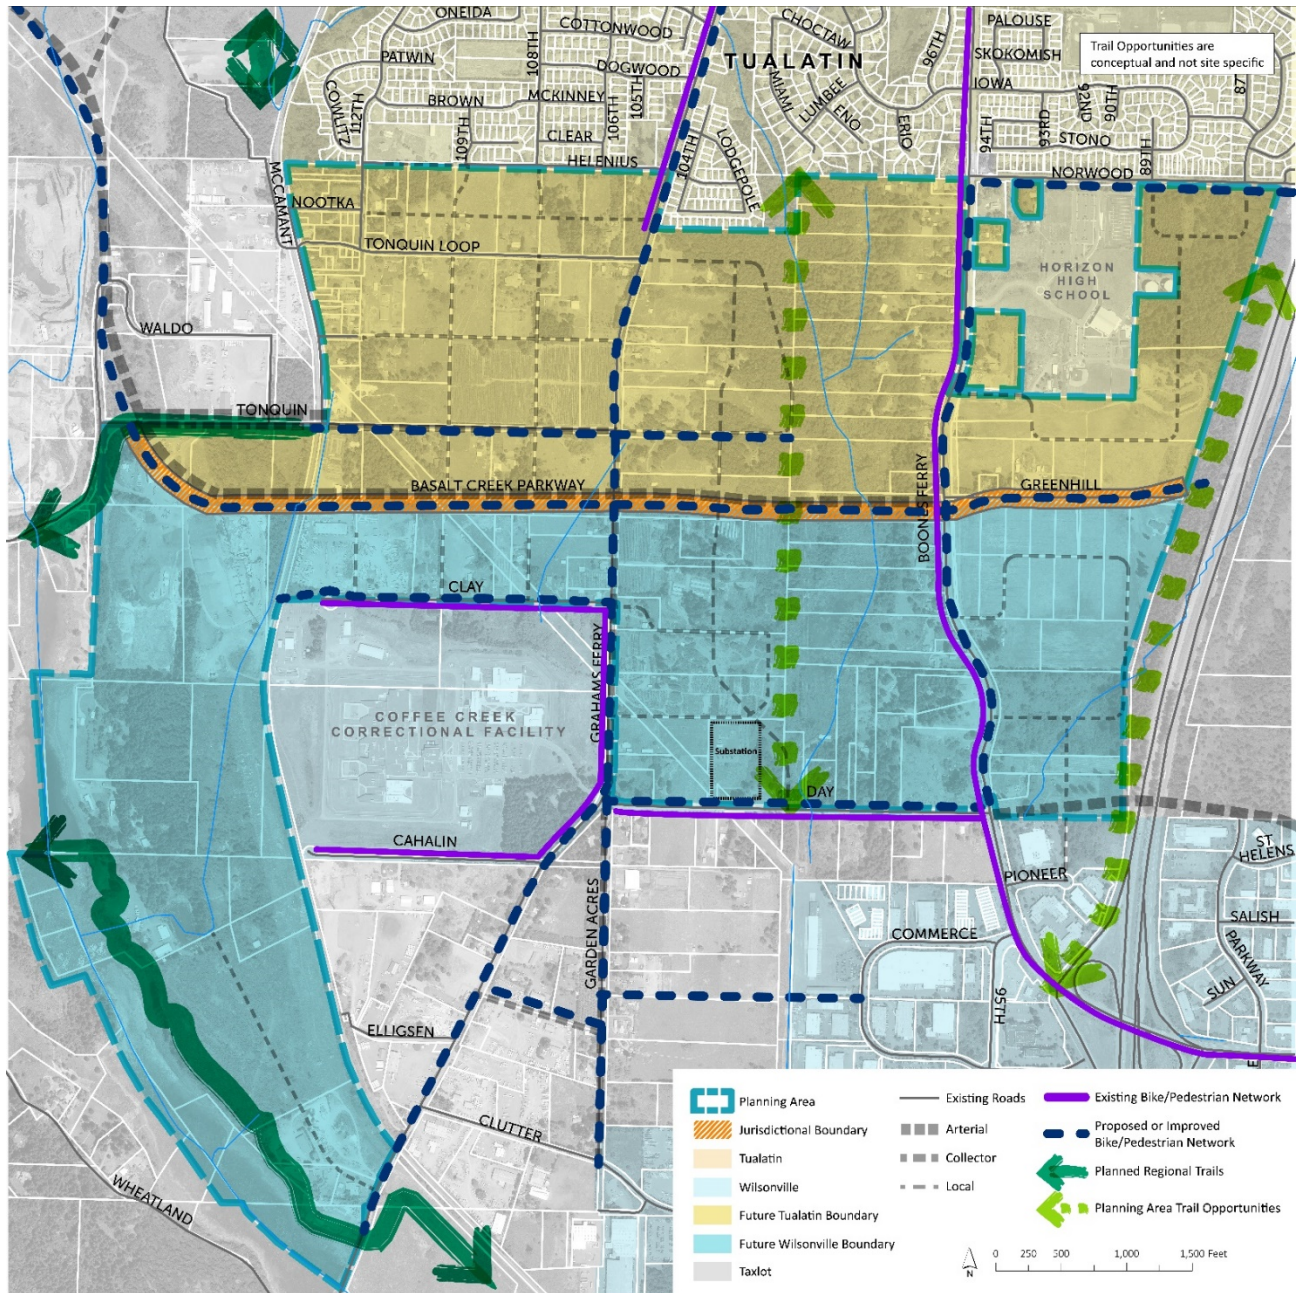 ONEIDA
COTTONWOOD
CHOCTAW
96TH
PALOUSE
SKOKOMISH
Trail Opportunities are
conceptual and not site specific
PATWIN
108TH
DOGWOOD
TUALATIN
IOWA
87TH
COWLITZ
112TH
BROWN
MCKINNEY
106TH
105TH
MIAMI
LUMBEE
ENO
ERIO
94TH
93RD
92ND
90TH
109TH
CLEAR
STONO
HELENIUS
104TH
LODGEPOLE
NORWOOD
89TH
MCCAMANT
NOOTKA
TONQUIN LOOP
HORIZON
HIGH
SCHOOL
WALDO
TONQUIN
BASALT CREEK PARKWAY
BOONES FERRY
GREENHILL
CLAY
GRAHAMS FERRY
COFFEE CREEK
CORRECTIONAL FACILITY
Substation
DAY
CAHALIN
PIONEER
ST
HELENS
GARDEN ACRES
COMMERCE
SALISH
PARKWAY
SUN
95TH
ELLIGSEN
E
CLUTTER
WHEATLAND
Planning Area
Jurisdictional Boundary
Tualatin
Wilsonville
Future Tualatin Boundary
Future Wilsonville Boundary
Taxlot
Existing Roads
Arterial
Collector
Local
Existing Bike/Pedestrian Network
Proposed or Improved
Bike/Pedestrian Network
Planned Regional Trails
Planning Area Trail Opportunities
N
0 250 500 1,000 1,500 Feet